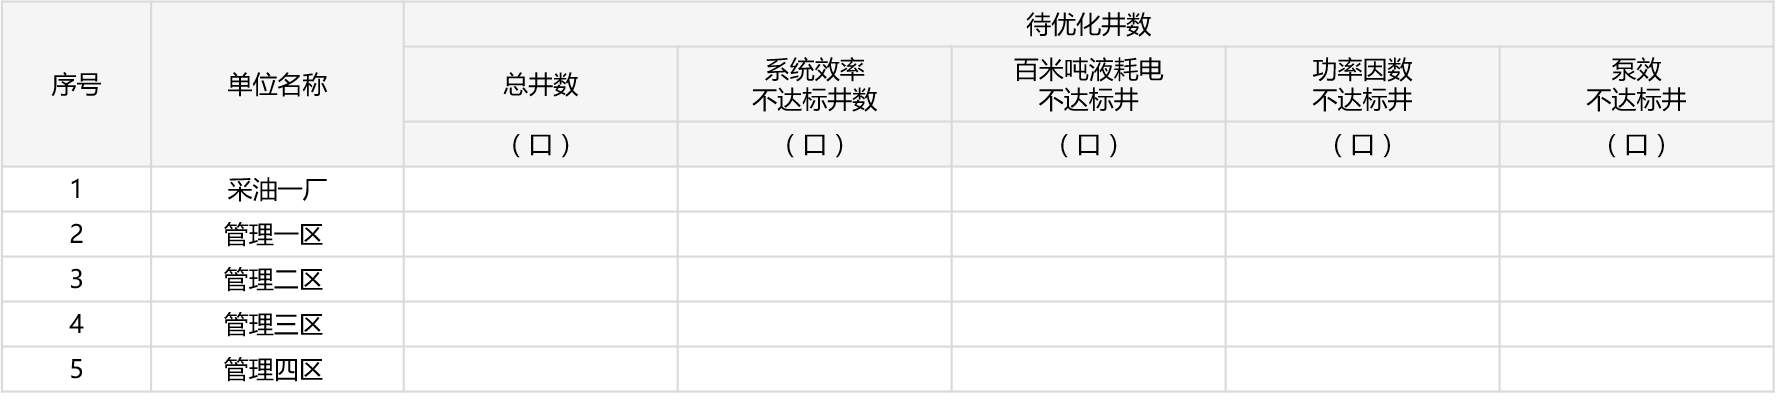 待优化井数
序号 单位名称 总井数 系统效率 百米吨液耗电 功率因数 泵效
不达标井数 不达标井 不达标井 不达标井
（口） （口） （口） （口） （口）
1 采油一厂
2 管理一区
3 管理二区
4 管理三区
5 管理四区